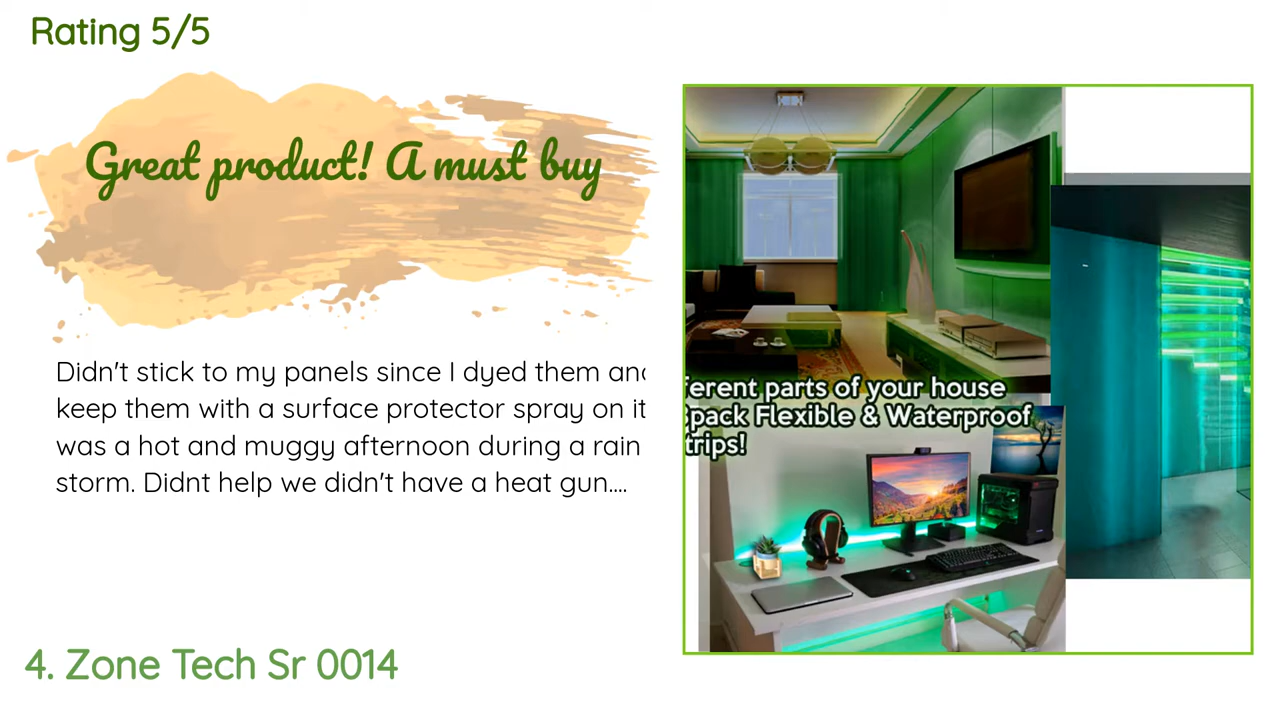 Rating 5/5
Great product! A must buy
Didn't stick to my panels since I dyed them and
keep them with a surface protector spray on it
was a hot and muggy afternoon during a rain
storm. Didnt help we didn't have a heat gun....
ferent parts of your house
pack Flexible & Waterproof
trips!
4. Zone Tech Sr 0014